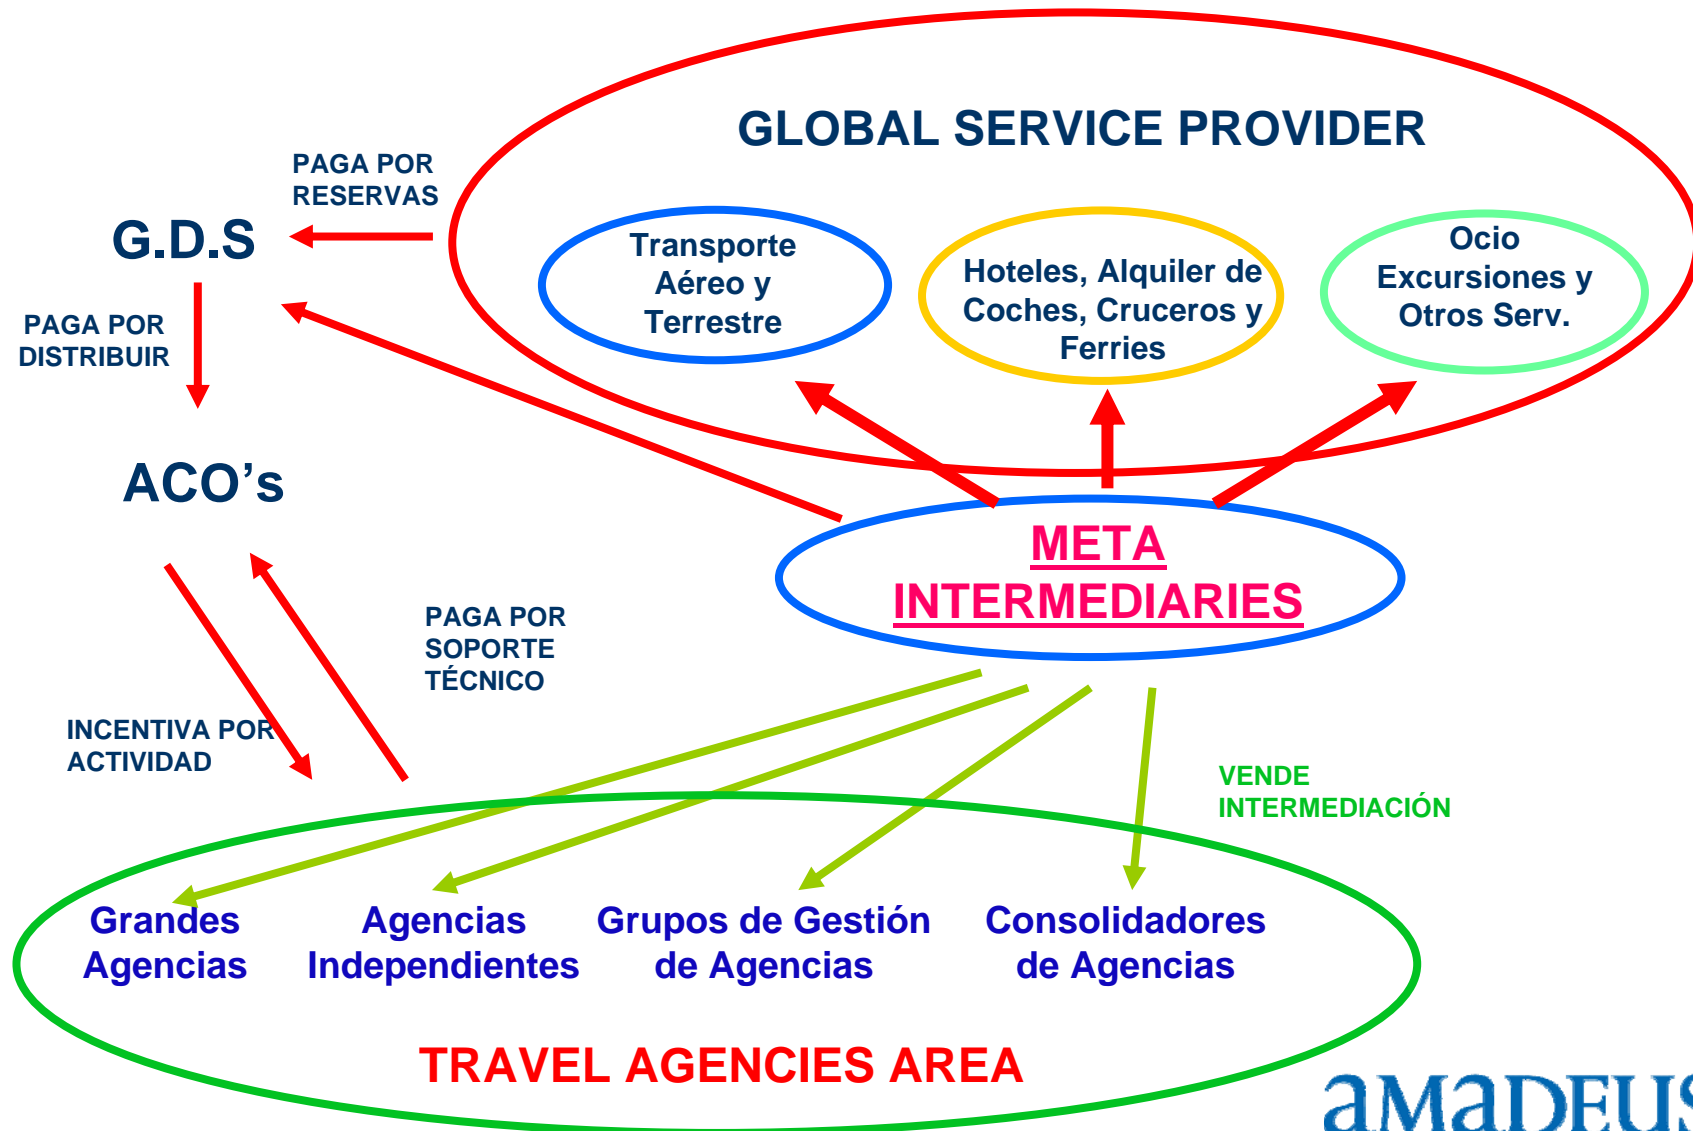 GLOBAL SERVICE PROVIDER
PAGA POR
RESERVAS
G.D.S
Transporte
Aéreo y
Terrestre
Hoteles, Alquiler de
Coches, Cruceros y
Ferries
Ocio
Excursiones y
Otros Serv.
PAGA POR
DISTRIBUIR
ACO's
META
INTERMEDIARIES
PAGA POR
SOPORTE
TÉCNICO
INCENTIVA POR
ACTIVIDAD
VENDE
INTERMEDIACIÓN
Grandes
Agencias
Agencias
Independientes
Grupos de Gestión
de Agencias
Consolidadores
de Agencias
TRAVEL AGENCIES AREA
aMaDEUS